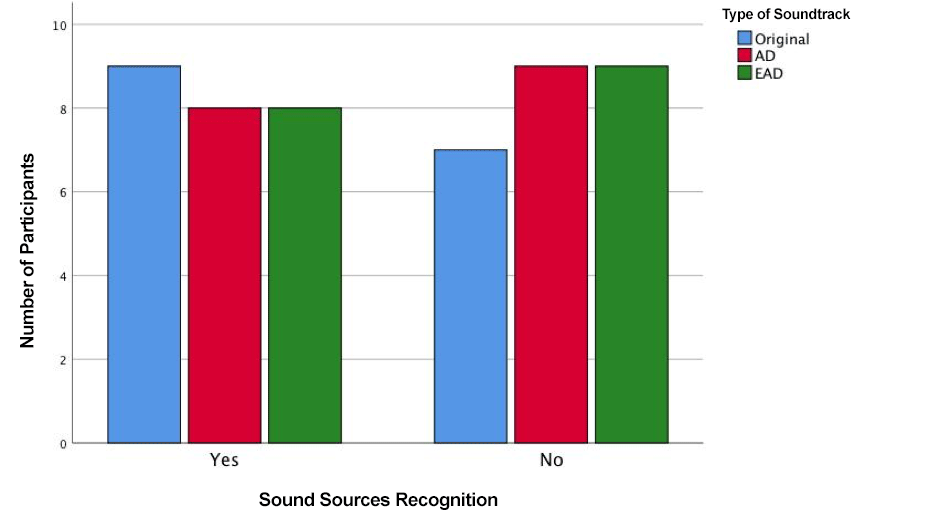 Type of Soundtrack
Original
AD
EAD
Number of Participants
10
8
6
4
2
0
Yes
No
Sound Sources Recognition